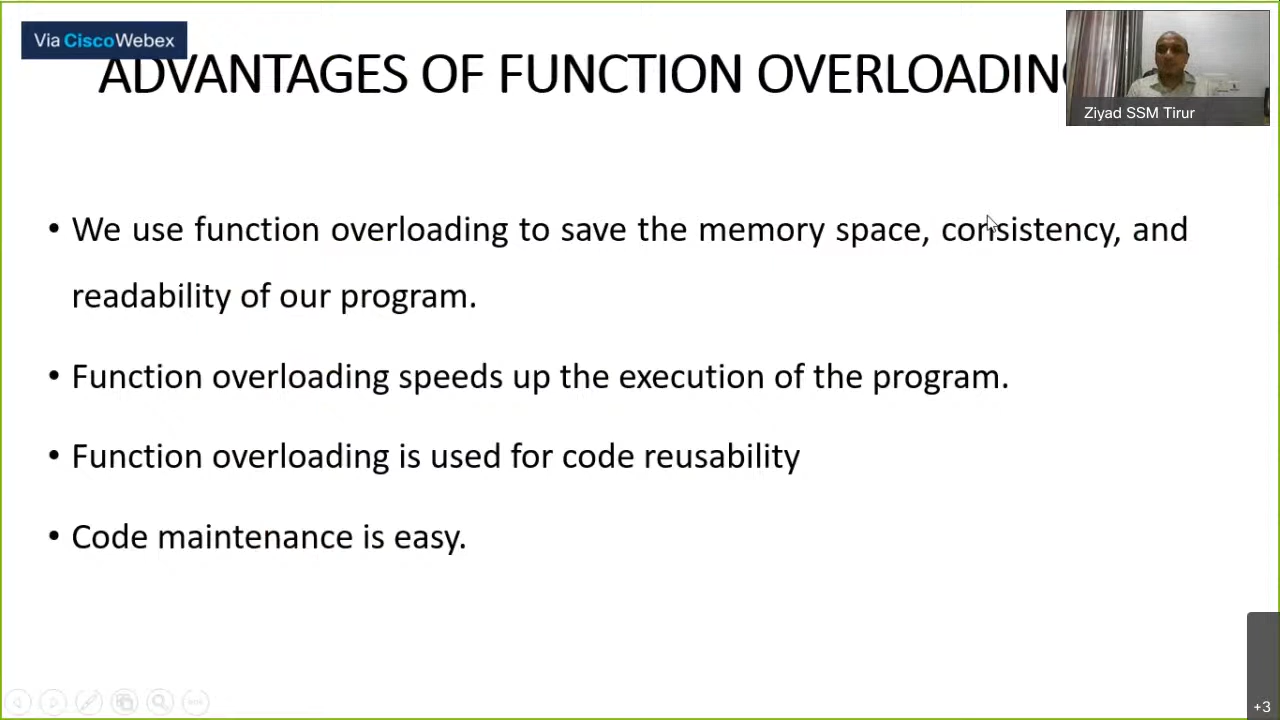 Via CiscoWebex
ADVANTAGES OF FUNCTION OVERLOADING
Ziyad SSM Tirur
• We use function overloading to save the memory space, consistency, and
readability of our program.
• Function overloading speeds up the execution of the program.
• Function overloading is used for code reusability
• Code maintenance is easy.
+3